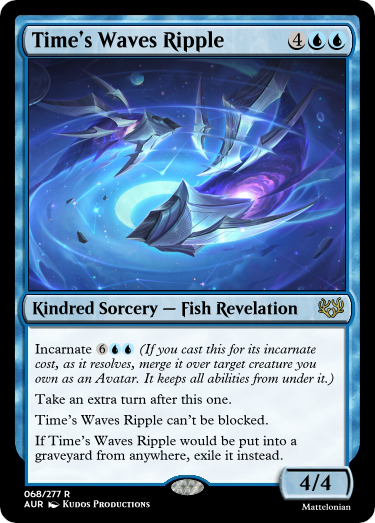 Time's Waves Ripple 4
Kindred Sorcery — Fish Revelation
Incarnate 6 (If you cast this for its incarnate
cost, as it resolves, merge it over target creature you
own as an Avatar. It keeps all abilities from under it.)
Take an extra turn after this one.
Time's Waves Ripple can't be blocked.
If Time's Waves Ripple would be put into a
graveyard from anywhere, exile it instead.
4/4
068/277 R
AUR Kudos Productions
Mattelonian